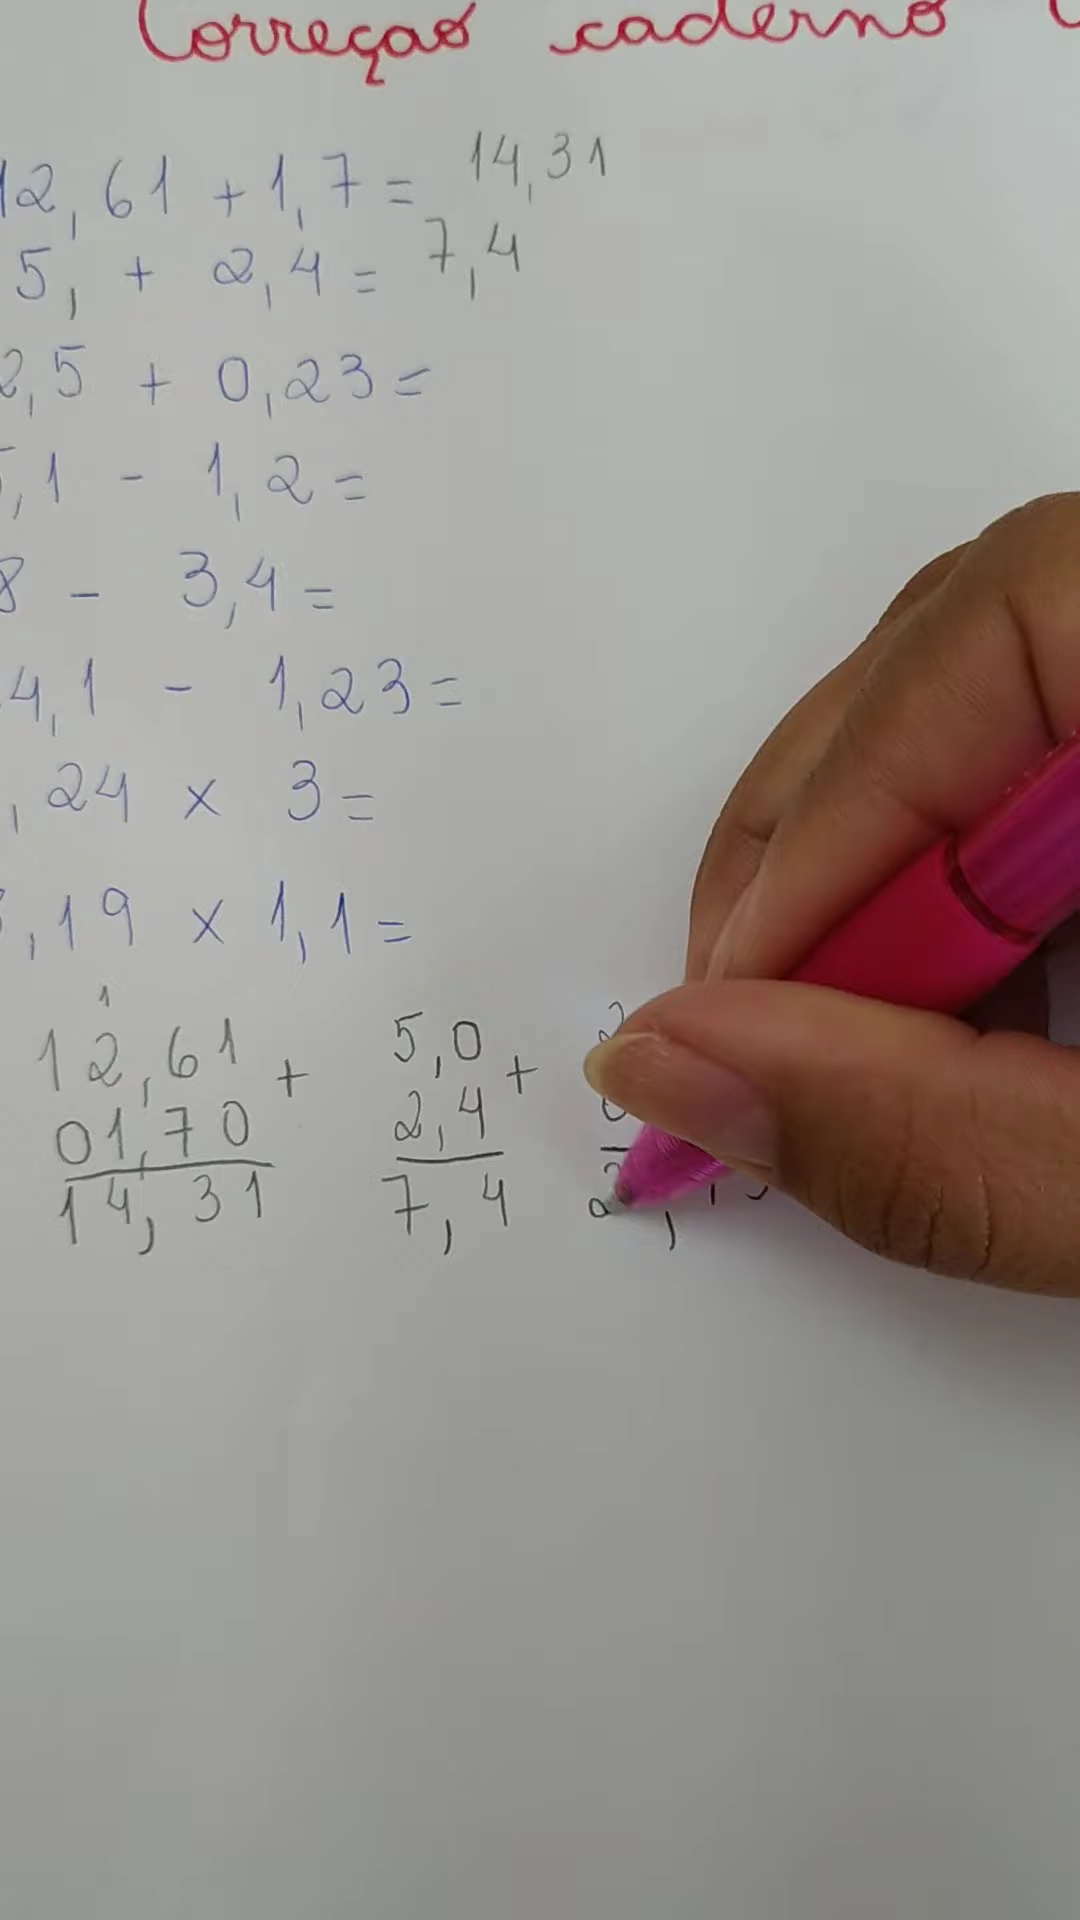 Correção caderno
12,61 + 1,7 = 14,31
5, + 2,4 = 7,4
2,5 + 0,23 =
,1 - 1,2 =
8 - 3,4 =
4,1 - 1,23 =
,24 x 3 =
,19 x 1,1 =
1
12,61 + 5,0 + 2
01,70 2,4
14,31 7,4 2,